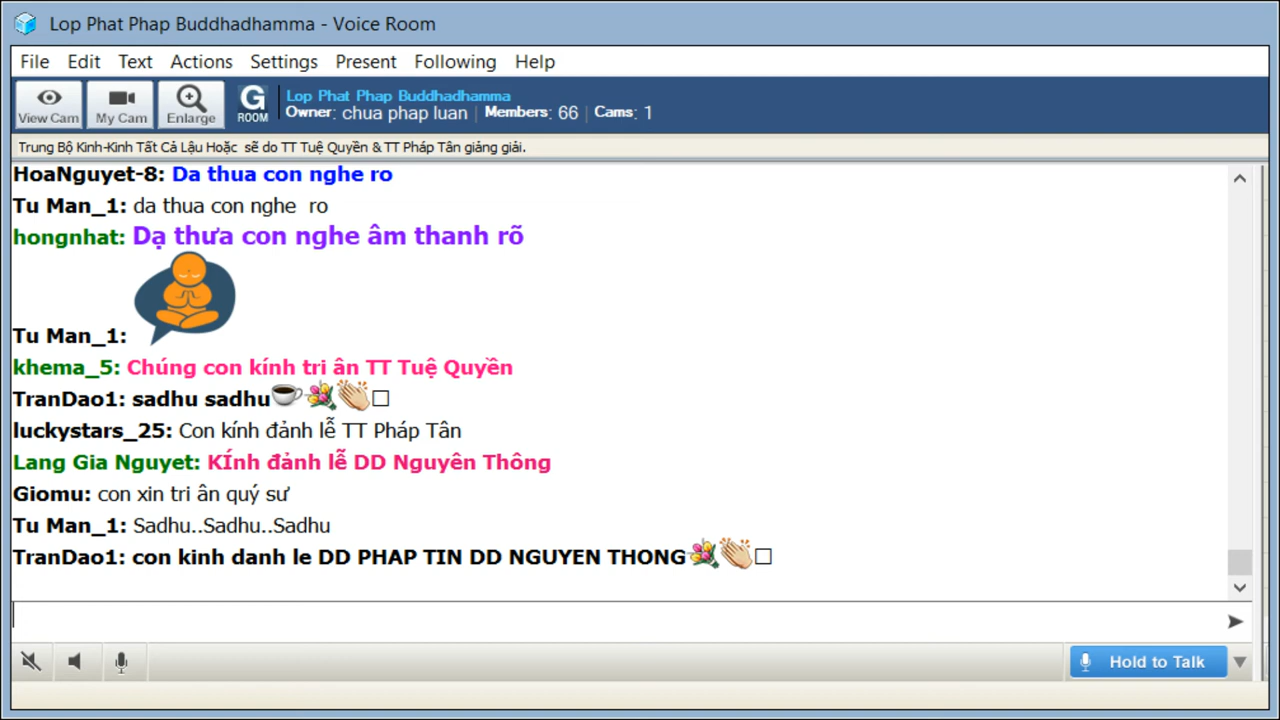 Lop Phat Phap Buddhadhamma - Voice Room
File Edit Text Actions Settings Present Following Help
View Cam My Cam Enlarge G ROOM Lop Phat Phap Buddhadhamma
Owner: chua phap luan | Members: 66 | Cams: 1
Trung Bộ Kinh-Kinh Tất Cả Lậu Hoặc sẽ do TT Tuệ Quyền & TT Pháp Tân giảng giải.
HoaNguyet-8: Da thua con nghe ro
Tu Man_1: da thua con nghe ro
hongnhat: Dạ thưa con nghe âm thanh rõ
Tu Man_1:
khema_5: Chúng con kính tri ân TT Tuệ Quyền
TranDao1: sadhu sadhu☕💐👏□
luckystars_25: Con kính đảnh lễ TT Pháp Tân
Lang Gia Nguyet: KÍnh đảnh lễ DD Nguyên Thông
Giomu: con xin tri ân quý sư
Tu Man_1: Sadhu..Sadhu..Sadhu
TranDao1: con kinh danh le DD PHAP TIN DD NGUYEN THONG💐👏□
Hold to Talk